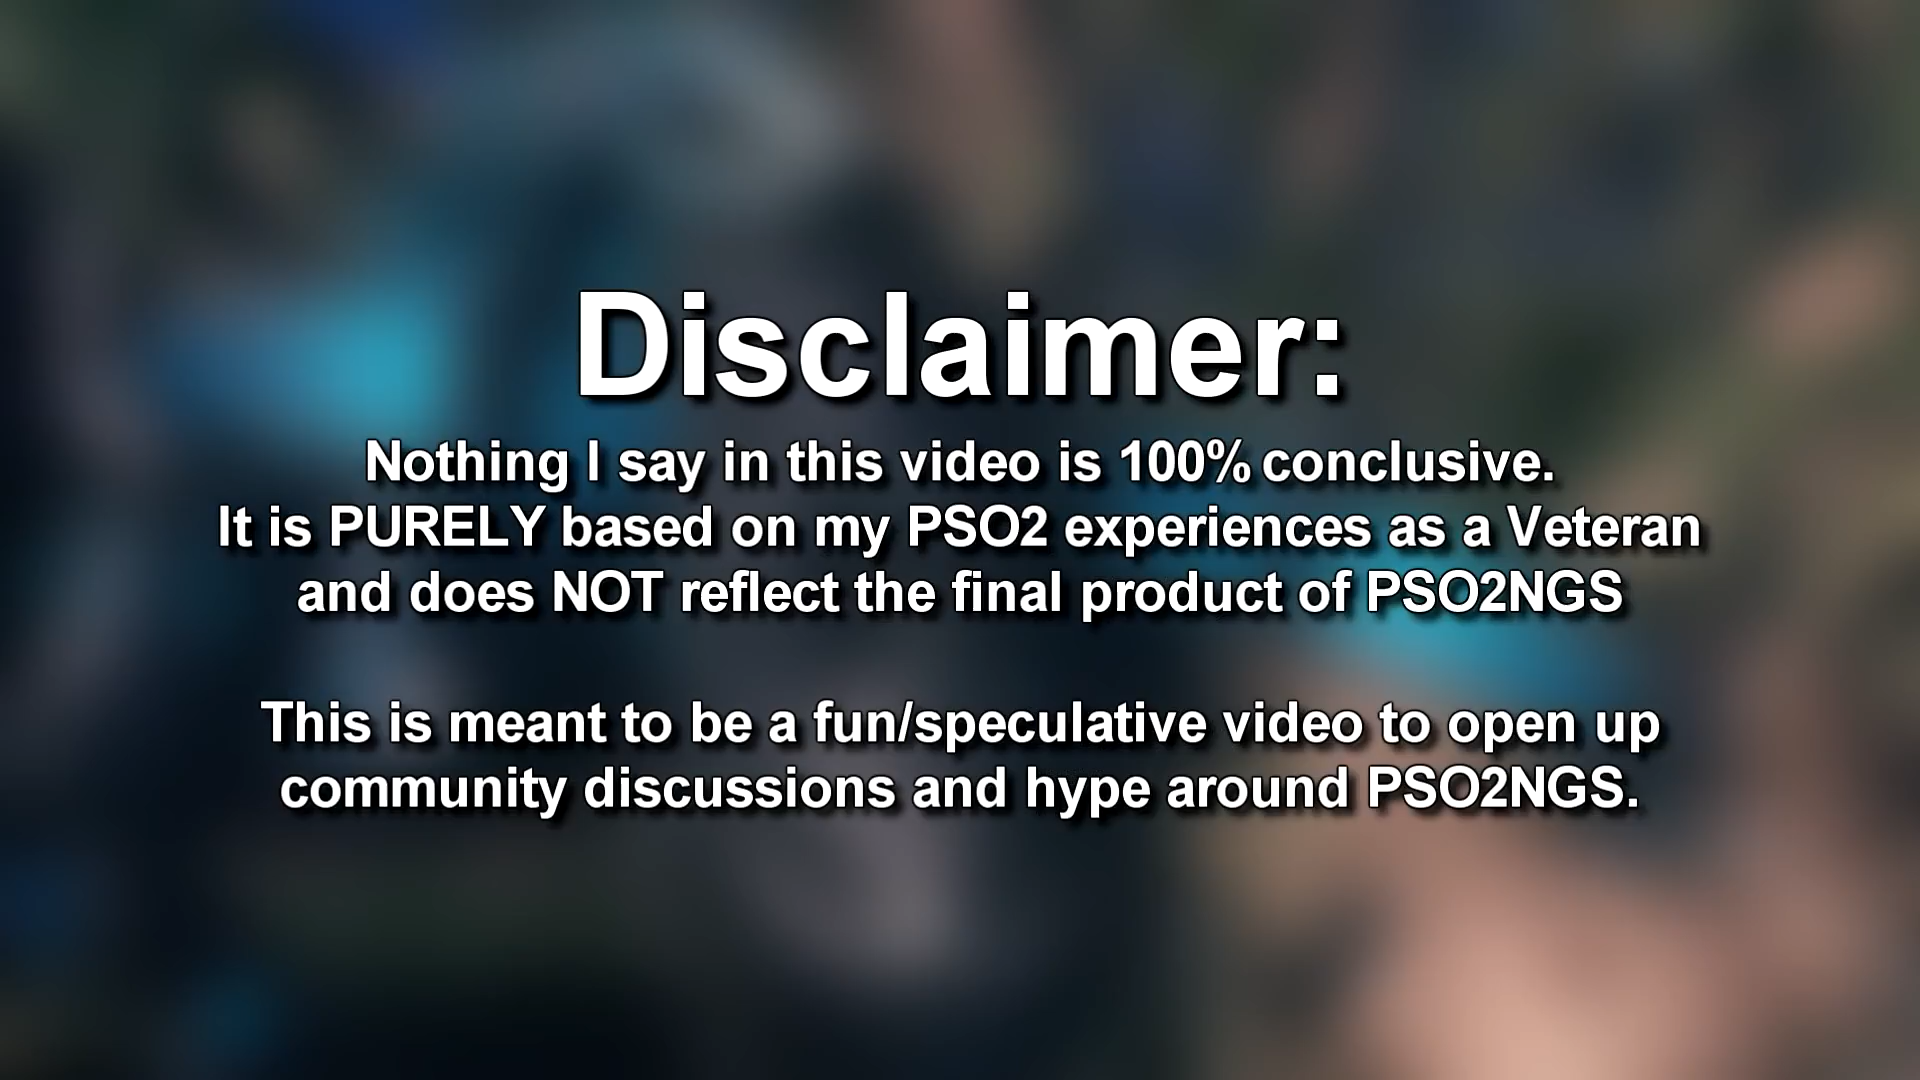 Disclaimer:
Nothing I say in this video is 100% conclusive.
It is PURELY based on my PSO2 experiences as a Veteran
and does NOT reflect the final product of PSO2NGS
This is meant to be a fun/speculative video to open up
community discussions and hype around PSO2NGS.